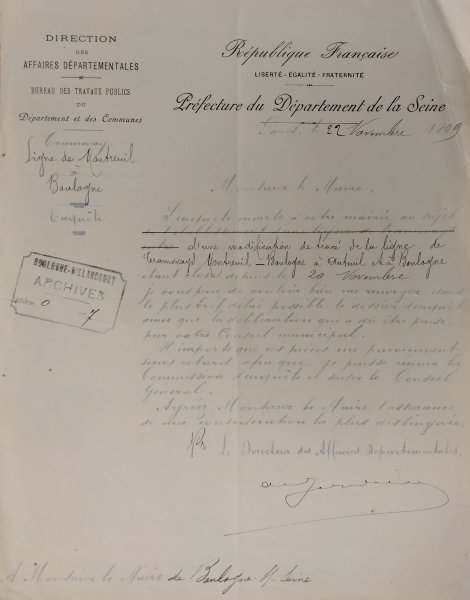 DIRECTION
DES
AFFAIRES DÉPARTEMENTALES
BUREAU DES TRAVAUX PUBLICS
DU
Département et des Communes
Tramway
Ligne de Montreuil
à
Boulogne
Enquête
BOULOGNE-BILLANCOURT
ARCHIVES
République Française
LIBERTÉ-ÉGALITÉ-FRATERNITÉ
Préfecture du Département de la Seine
Paris, le 22 Novembre 1899
Monsieur le Maire,
L'enquête ouverte à votre mairie au sujet
d'une modification de tracé de la ligne de
tramways Montreuil-Boulogne à Auteuil et à Boulogne
étant close depuis le 20 Novembre
je vous prie de vouloir bien me renvoyer dans
le plus bref délai possible le dossier d'enquête
ainsi que la délibération qui a dû être prise
par votre Conseil municipal.
Il importe que ces pièces me parviennent
sans retard afin que je puisse réunir la
Commission d'enquête et saisir le Conseil
Général.
Agréez Monsieur le Maire l'assurance
de ma considération la plus distinguée
Le Directeur des Affaires Départementales,
A Monsieur le Maire de Boulogne s/ Seine